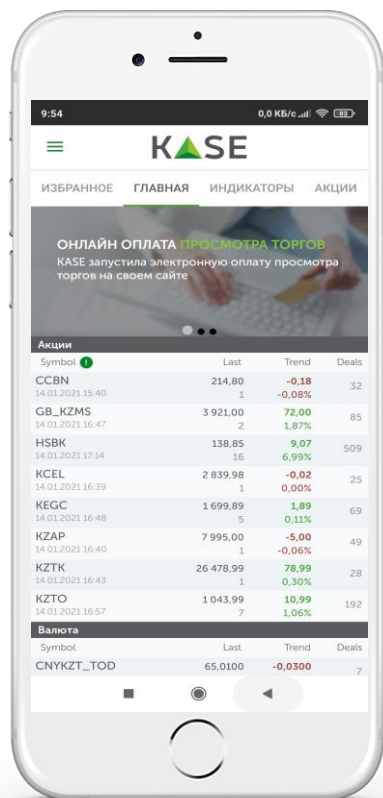 9:54 0,0 КБ/с 83
KASE
ИЗБРАННОЕ ГЛАВНАЯ ИНДИКАТОРЫ АКЦИИ
ОНЛАЙН ОПЛАТА ПРОСМОТРА ТОРГОВ
KASE запустила электронную оплату просмотра
торгов на своем сайте
Акции
Symbol ! Last Trend Deals
CCBN 214,80 -0,18 32
14.01.2021 15:40 1 -0,08%
GB_KZMS 3 921,00 72,00 85
14.01.2021 16:47 2 1,87%
HSBK 138,85 9,07 509
14.01.2021 17:14 16 6,99%
KCEL 2 839,98 -0,02 25
14.01.2021 16:39 1 0,00%
KEGC 1 699,89 1,89 69
14.01.2021 16:48 5 0,11%
KZAP 7 995,00 -5,00 49
14.01.2021 16:40 1 -0,06%
KZTK 26 478,99 78,99 28
14.01.2021 16:43 1 0,30%
KZTO 1 043,99 10,99 192
14.01.2021 16:57 7 1,06%
Валюта
Symbol Last Trend Deals
CNYKZT_TOD 65,0100 -0,0300 7